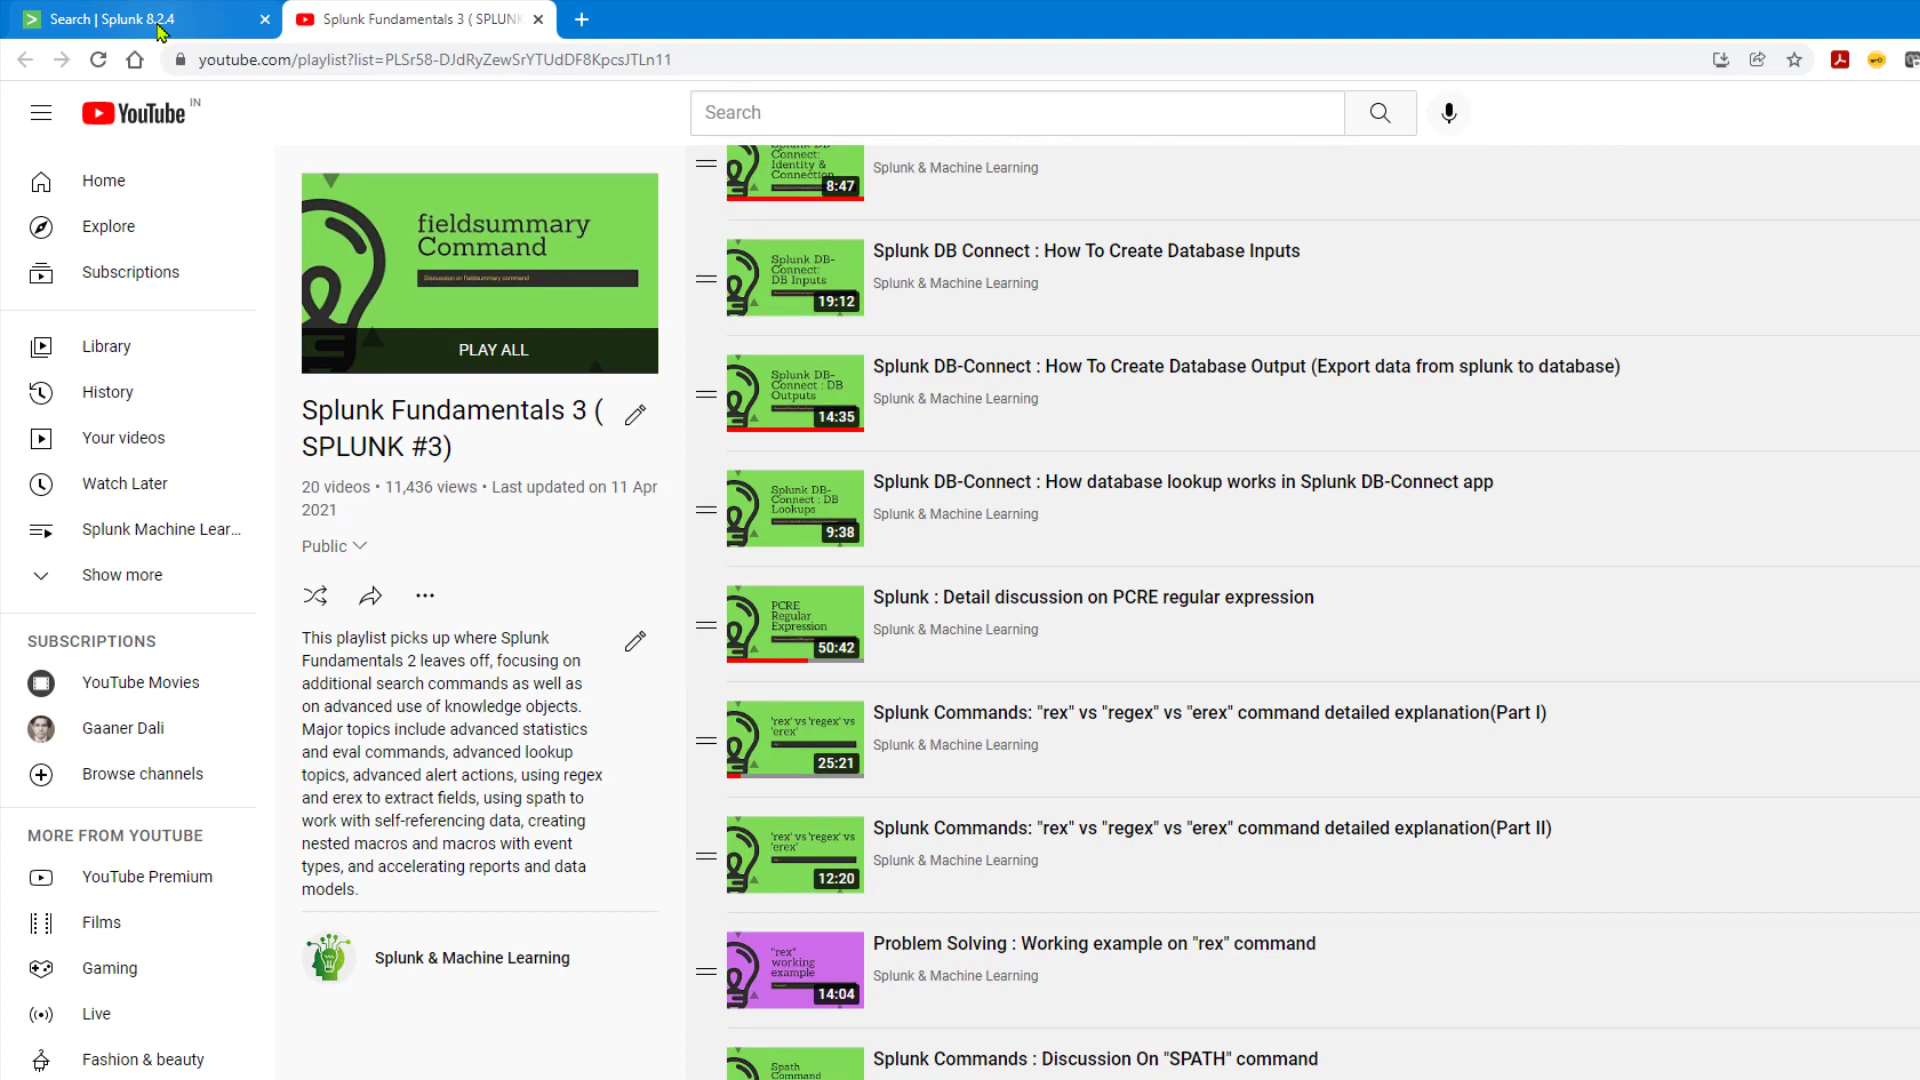 Search | Splunk 8.2.4
Splunk Fundamentals 3 ( SPLUNK
youtube.com/playlist?list=PLSr58-DJdRyZewSrYTUdDF8KpcsJTLn11
YouTube IN
Search
Home
Explore
Subscriptions
Library
History
Your videos
Watch Later
Splunk Machine Lear...
Show more
SUBSCRIPTIONS
YouTube Movies
Gaaner Dali
Browse channels
MORE FROM YOUTUBE
YouTube Premium
Films
Gaming
Live
Fashion & beauty
fieldsummary
Command
Discussion on fieldsummary command
PLAY ALL
Splunk Fundamentals 3 (
SPLUNK #3)
20 videos • 11,436 views • Last updated on 11 Apr
2021
Public
This playlist picks up where Splunk
Fundamentals 2 leaves off, focusing on
additional search commands as well as
on advanced use of knowledge objects.
Major topics include advanced statistics
and eval commands, advanced lookup
topics, advanced alert actions, using regex
and erex to extract fields, using spath to
work with self-referencing data, creating
nested macros and macros with event
types, and accelerating reports and data
models.
Splunk & Machine Learning
Connect:
Identity &
Connection
8:47
Splunk & Machine Learning
Splunk DB-
Connect:
DB Inputs
19:12
Splunk DB Connect : How To Create Database Inputs
Splunk & Machine Learning
Splunk DB-
Connect : DB
Outputs
14:35
Splunk DB-Connect : How To Create Database Output (Export data from splunk to database)
Splunk & Machine Learning
Splunk DB-
Connect : DB
Lookups
9:38
Splunk DB-Connect : How database lookup works in Splunk DB-Connect app
Splunk & Machine Learning
PCRE
Regular
Expression
50:42
Splunk : Detail discussion on PCRE regular expression
Splunk & Machine Learning
'rex' vs 'regex' vs
'erex'
25:21
Splunk Commands: "rex" vs "regex" vs "erex" command detailed explanation(Part I)
Splunk & Machine Learning
'rex' vs 'regex' vs
'erex'
12:20
Splunk Commands: "rex" vs "regex" vs "erex" command detailed explanation(Part II)
Splunk & Machine Learning
"rex"
working
example
14:04
Problem Solving : Working example on "rex" command
Splunk & Machine Learning
Spath
Command
Splunk Commands : Discussion On "SPATH" command